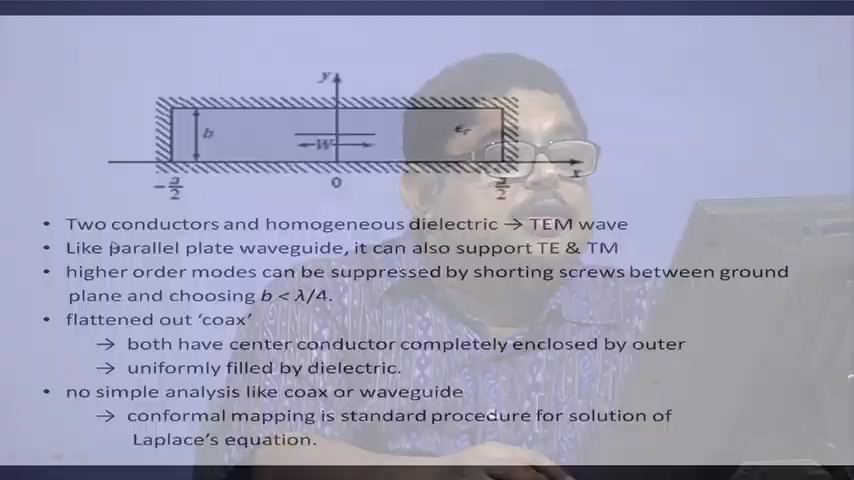 y
b
W
εr
x
-a/2
0
a/2
• Two conductors and homogeneous dielectric → TEM wave
• Like parallel plate waveguide, it can also support TE & TM
• higher order modes can be suppressed by shorting screws between ground
plane and choosing b < λ/4.
• flattened out ‘coax’
→ both have center conductor completely enclosed by outer
→ uniformly filled by dielectric.
• no simple analysis like coax or waveguide
→ conformal mapping is standard procedure for solution of
Laplace’s equation.